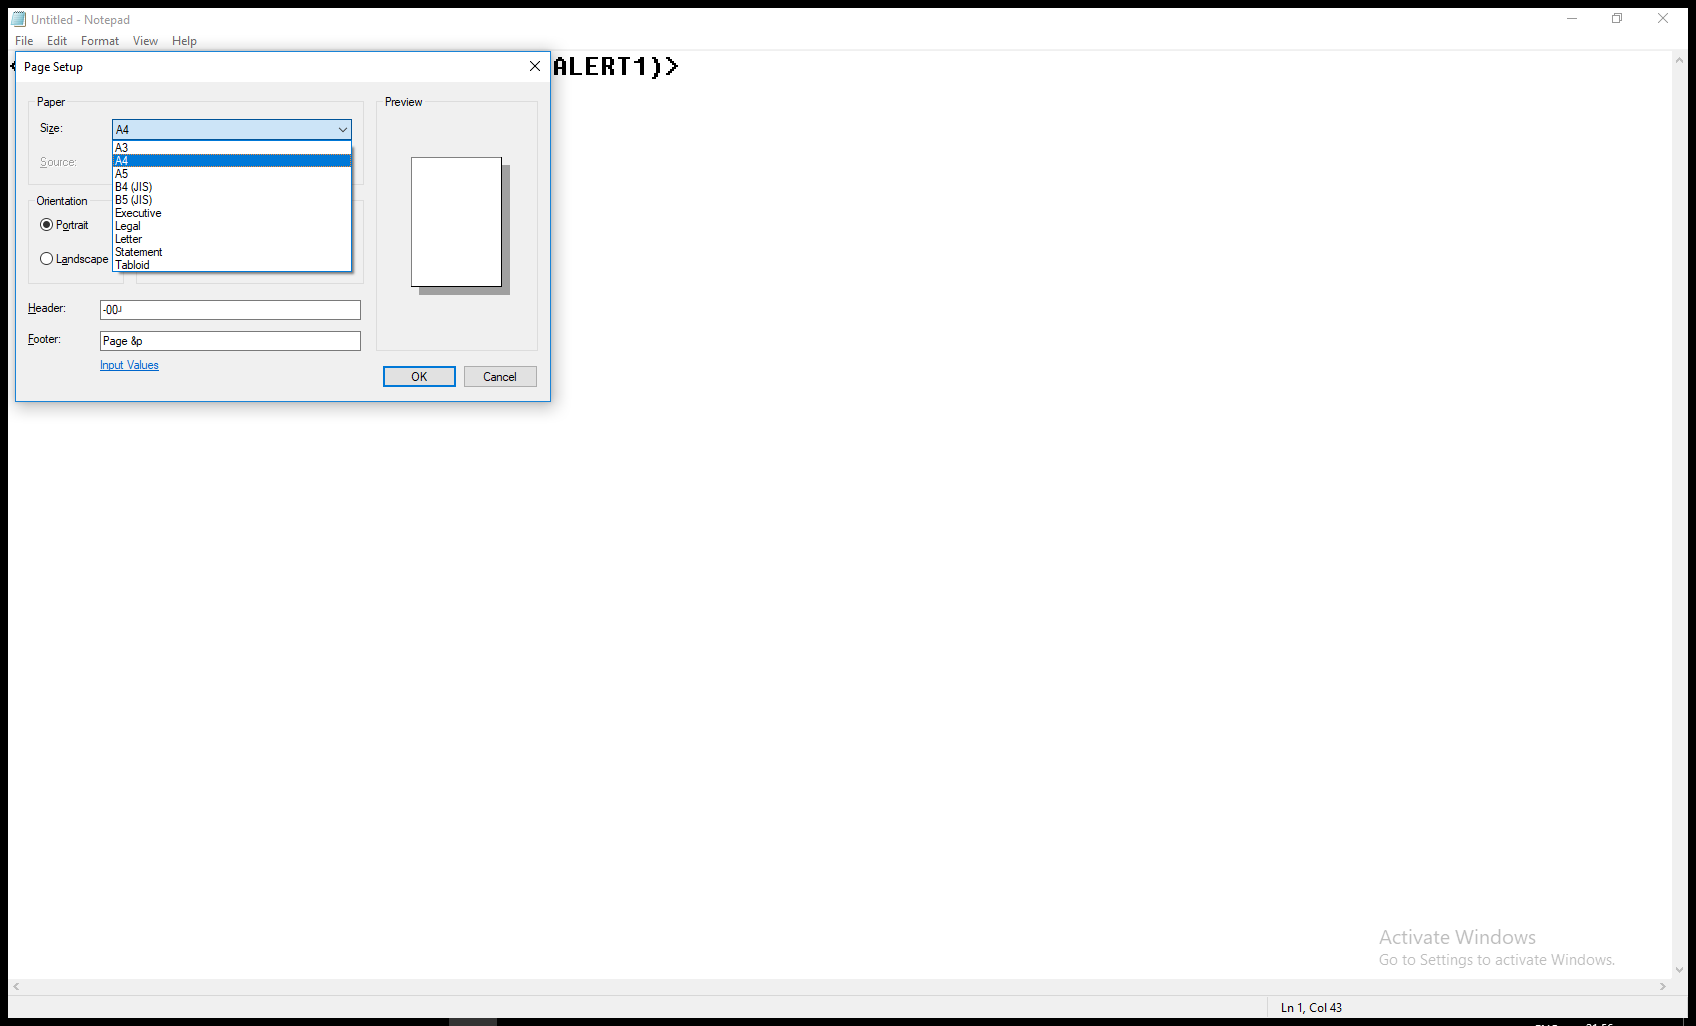 Untitled - Notepad
File Edit Format View Help
ALERT1)>
Page Setup
Paper
Size:
A4
A3
A4
A5
B4 (JIS)
B5 (JIS)
Executive
Legal
Letter
Statement
Tabloid
Source:
Orientation
Portrait
Landscape
Preview
Header:
Footer:
Page &p
Input Values
OK
Cancel
Activate Windows
Go to Settings to activate Windows.
Ln 1, Col 43